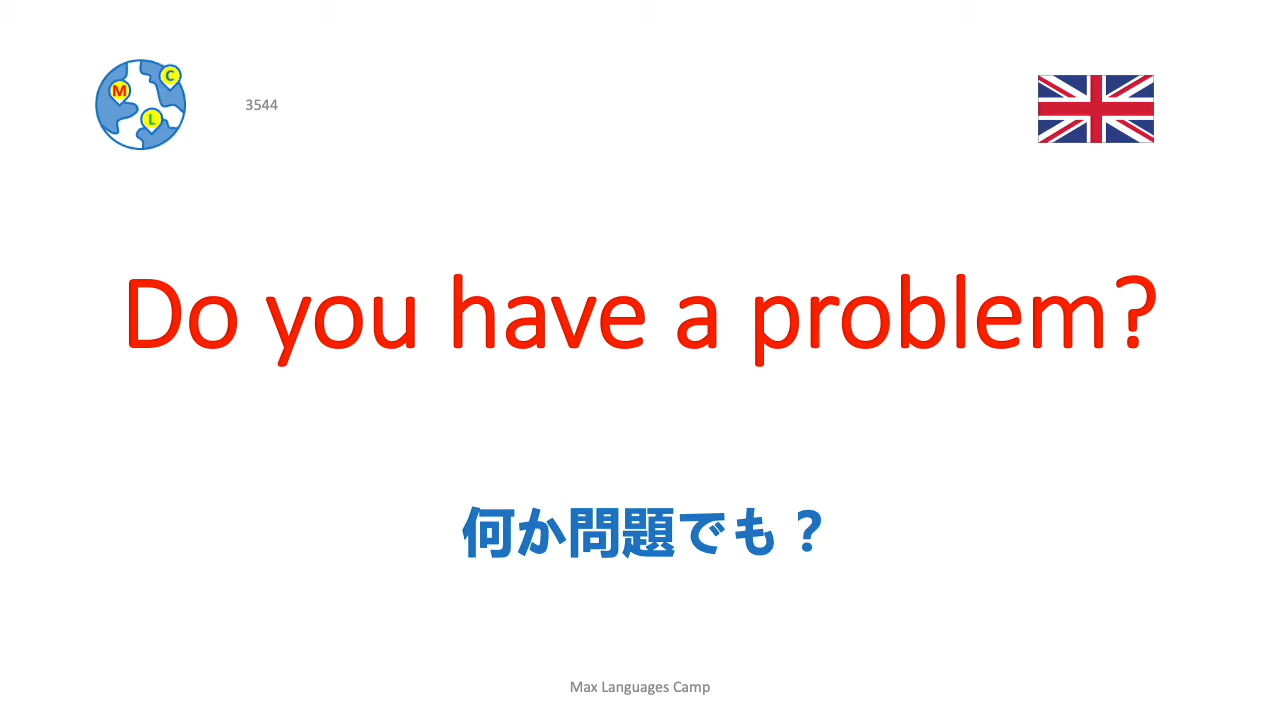 M
C
L
3544
Do you have a problem?
何か問題でも？
Max Languages Camp